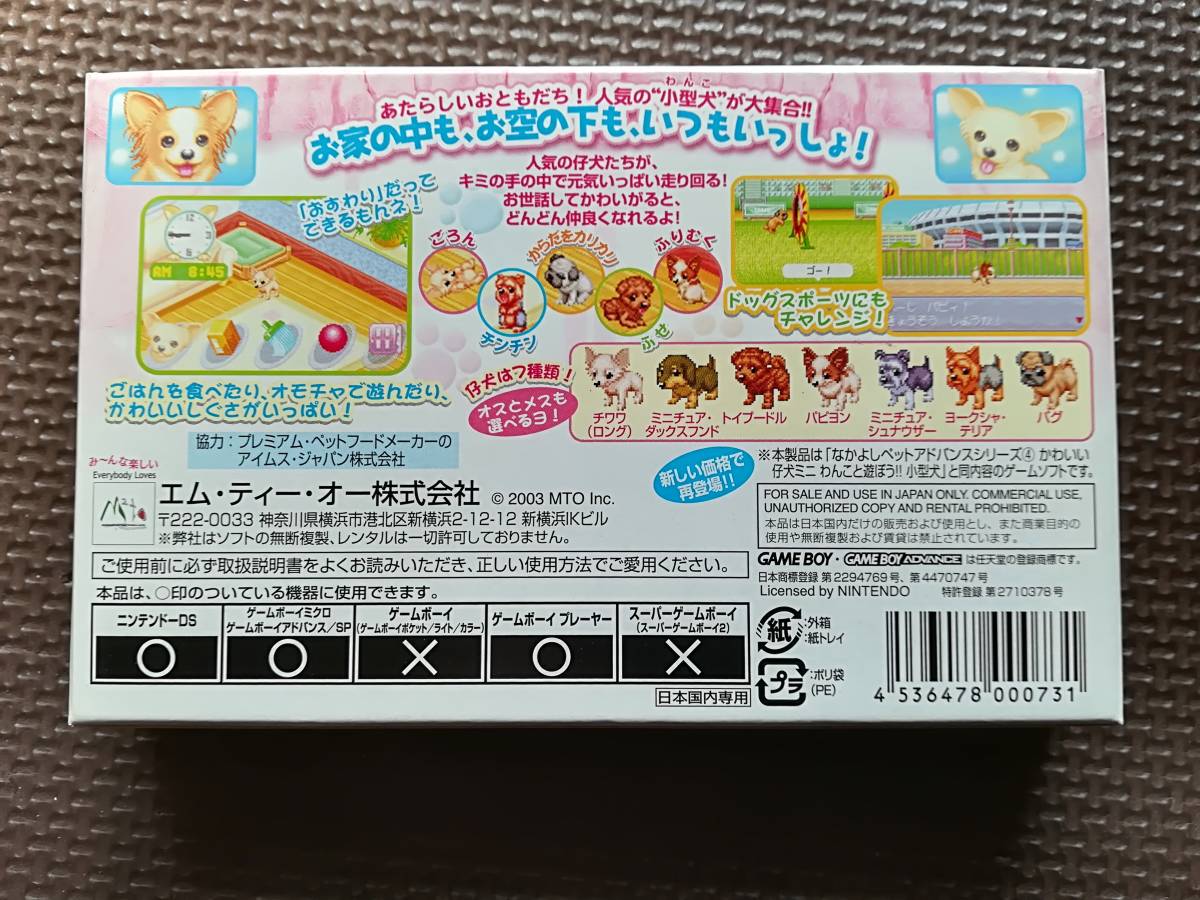 わんこ
あたらしいおともだち！人気の“小型犬”が大集合!!
お家の中も、お空の下も、いつもいっしょ！
人気の仔犬たちが、
キミの手の中で元気いっぱい走り回る！
お世話してかわいがると、
どんどん仲良くなれるよ！
「おすわり」だって
できるもんネ！
AM 8:45
ごろん
チンチン
からだをカリカリ
ふせ
ふりむく
ゴー！
ドッグスポーツにも
チャレンジ！
ごはんを食べたり、オモチャで遊んだり、
かわいいしぐさがいっぱい！
仔犬は7種類！
オスとメスも
選べるヨ！
チワワ
(ロング)
ミニチュア・
ダックスフンド
トイプードル
パピヨン
ミニチュア・
シュナウザー
ヨークシャ・
テリア
パグ
協力：プレミアム・ペットフードメーカーの
アイムス・ジャパン株式会社
新しい価格で
再登場!!
※本製品は「なかよしペットアドバンスシリーズ④ かわいい
仔犬ミニ わんこと遊ぼう!! 小型犬」と同内容のゲームソフトです。
み〜んな楽しい
Everybody Loves
エム・ティー・オー株式会社 © 2003 MTO Inc.
〒222-0033 神奈川県横浜市港北区新横浜2-12-12 新横浜IKビル
※弊社はソフトの無断複製、レンタルは一切許可しておりません。
FOR SALE AND USE IN JAPAN ONLY. COMMERCIAL USE,
UNAUTHORIZED COPY AND RENTAL PROHIBITED.
本品は日本国内だけの販売および使用とし、また商業目的の
使用や無断複製および賃貸は禁止されています。
ご使用前に必ず取扱説明書をよくお読みいただき、正しい使用方法でご愛用ください。
GAME BOY・GAME BOY ADVANCE は任天堂の登録商標です。
日本商標登録 第2294769号、第4470747号
Licensed by NINTENDO 特許登録 第2710378号
本品は、○印のついている機器に使用できます。
ニンテンドーDS
○
ゲームボーイミクロ
ゲームボーイアドバンス／SP
○
ゲームボーイ
(ゲームボーイポケット／ライト／カラー)
×
ゲームボーイ プレーヤー
○
スーパーゲームボーイ
(スーパーゲームボーイ2)
×
日本国内専用
紙
:外箱
:紙トレイ
プラ
:ポリ袋
(PE)
4 536478 000731